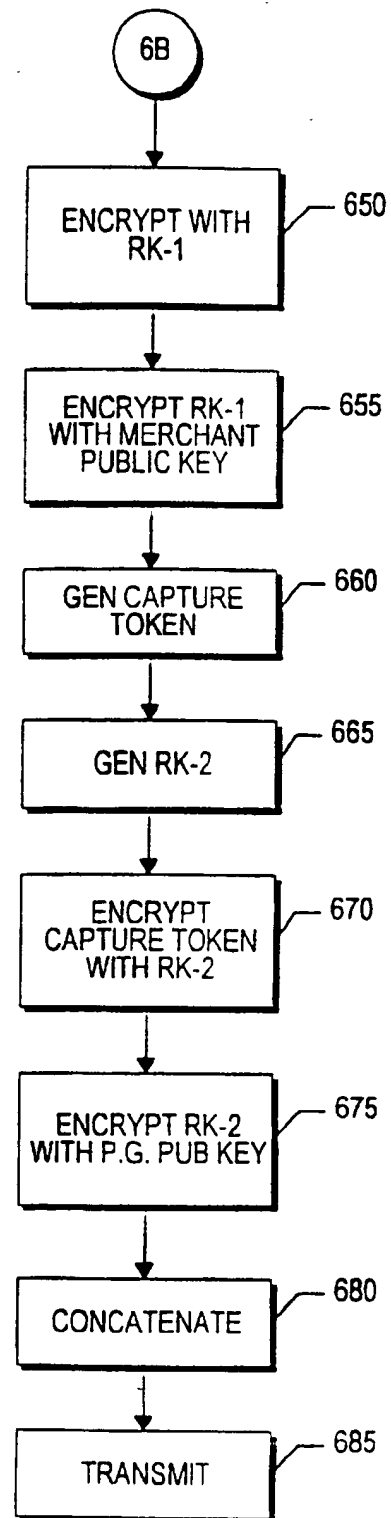 6B
ENCRYPT WITH
RK-1
650
ENCRYPT RK-1
WITH MERCHANT
PUBLIC KEY
655
GEN CAPTURE
TOKEN
660
GEN RK-2
665
ENCRYPT
CAPTURE TOKEN
WITH RK-2
670
ENCRYPT RK-2
WITH P.G. PUB KEY
675
CONCATENATE
680
TRANSMIT
685